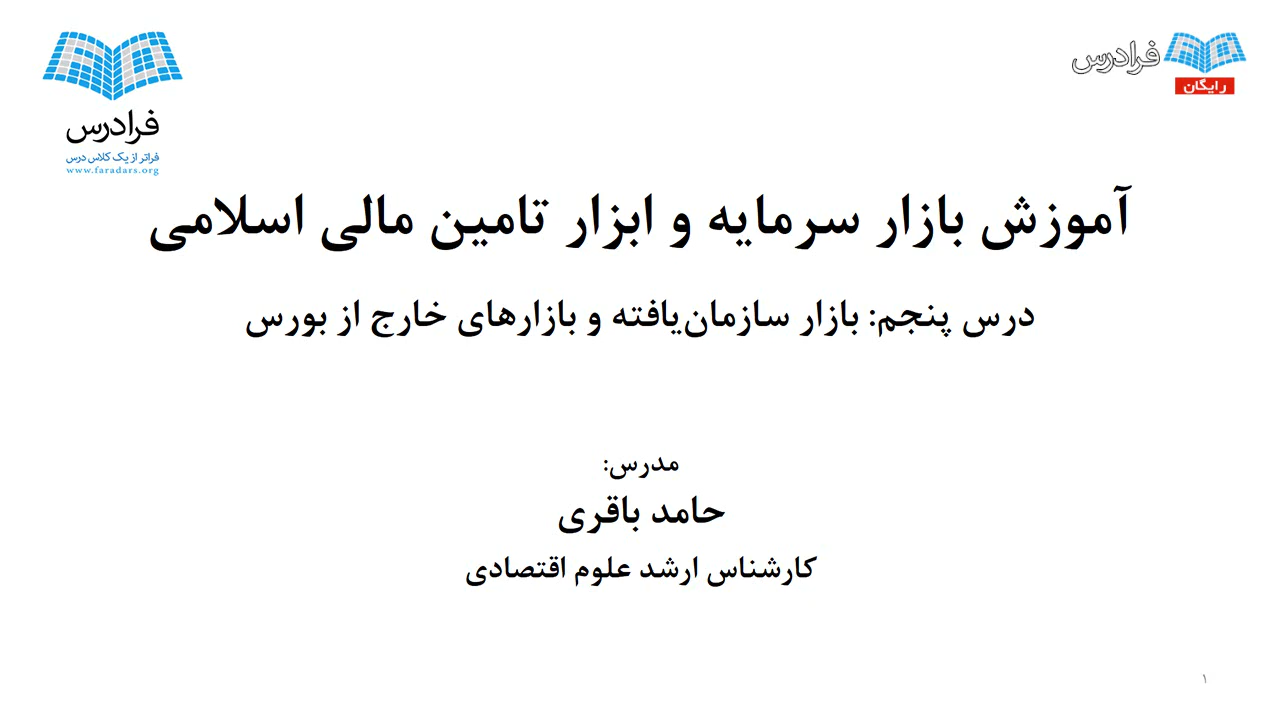 فرادرس
فراتر از یک کلاس درس
www.faradars.org
فرادرس
رایگان
آموزش بازار سرمایه و ابزار تامین مالی اسلامی
درس پنجم: بازار سازمان‌یافته و بازارهای خارج از بورس
مدرس:
حامد باقری
کارشناس ارشد علوم اقتصادی
۱